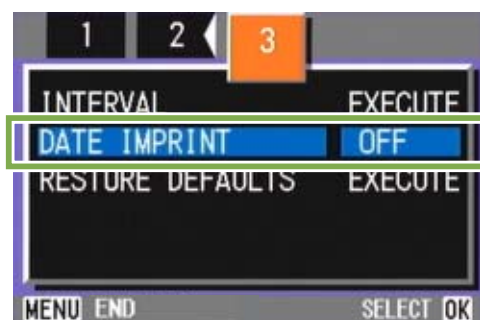 1 2 3
INTERVAL EXECUTE
DATE IMPRINT OFF
RESTORE DEFAULTS EXECUTE
MENU END SELECT OK